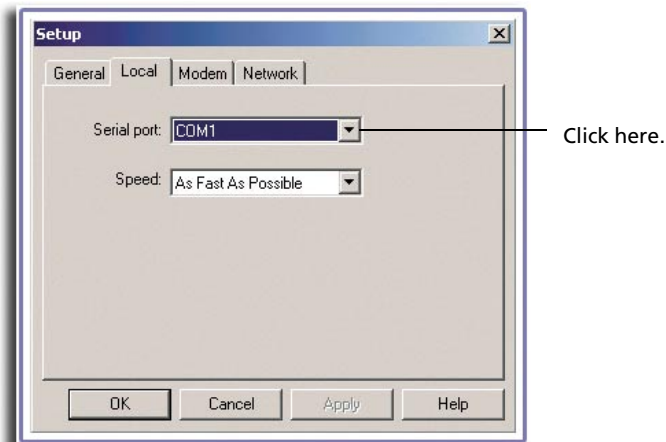 Setup
General Local Modem Network
Serial port: COM1
Click here.
Speed: As Fast As Possible
OK Cancel Apply Help